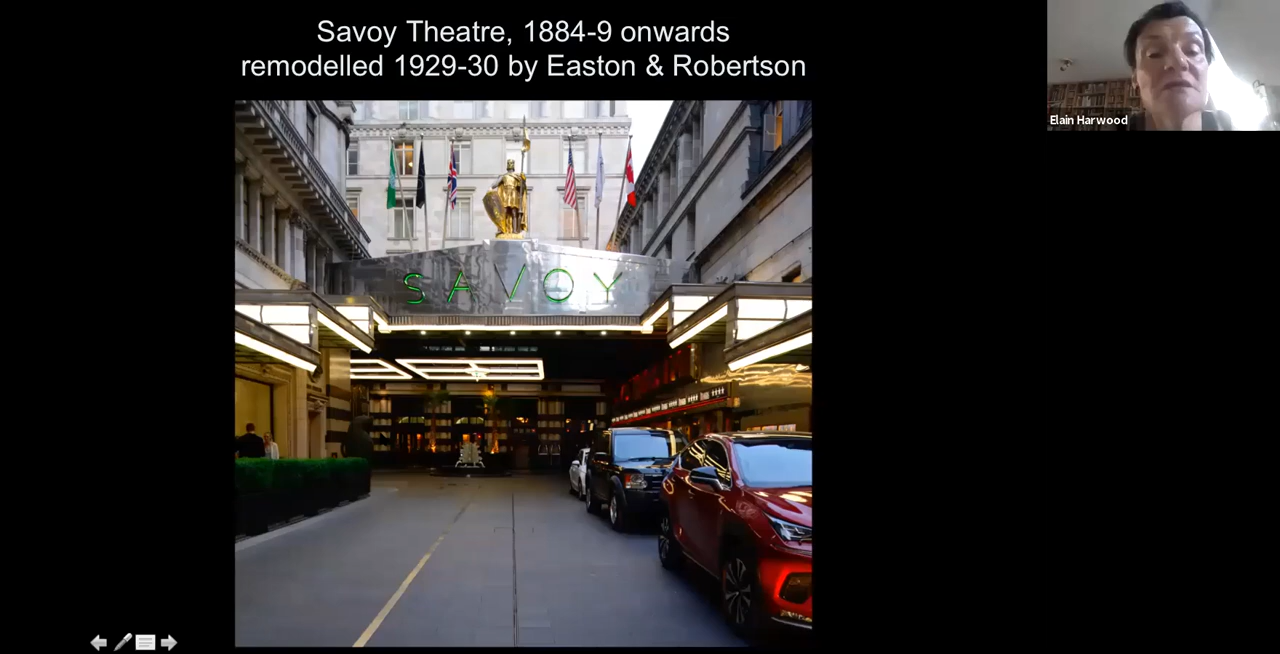 Savoy Theatre, 1884-9 onwards
remodelled 1929-30 by Easton & Robertson
Elain Harwood
SAVOY